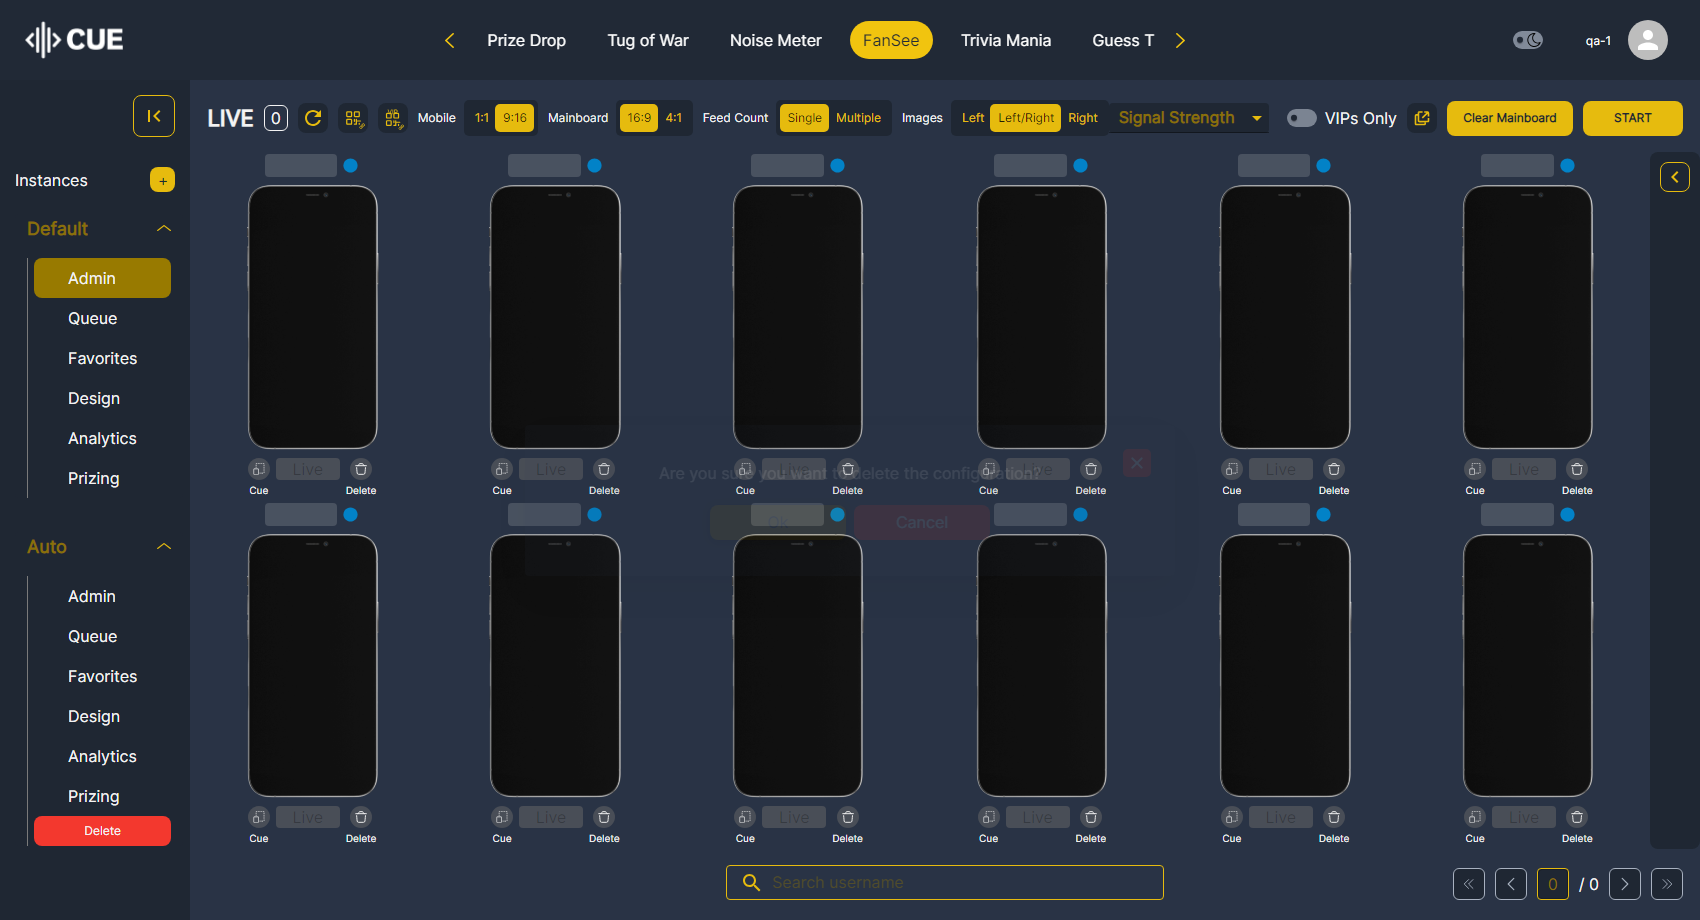 CUE
Prize Drop
Tug of War
Noise Meter
FanSee
Trivia Mania
Guess T
qa-1
LIVE 0
Mobile 1:1 9:16
Mainboard 16:9 4:1
Feed Count Single Multiple
Images Left Left/Right Right
Signal Strength
VIPs Only
Clear Mainboard
START
Instances +
Default
Admin
Queue
Favorites
Design
Analytics
Prizing
Auto
Admin
Queue
Favorites
Design
Analytics
Prizing
Delete
Live Live Live Live Live Live
Cue Delete Cue Delete Cue Delete Cue Delete Cue Delete Cue Delete
Are you sure you want to delete the configuration?
Ok Cancel
Live Live Live Live Live Live
Cue Delete Cue Delete Cue Delete Cue Delete Cue Delete Cue Delete
Search username
0 / 0